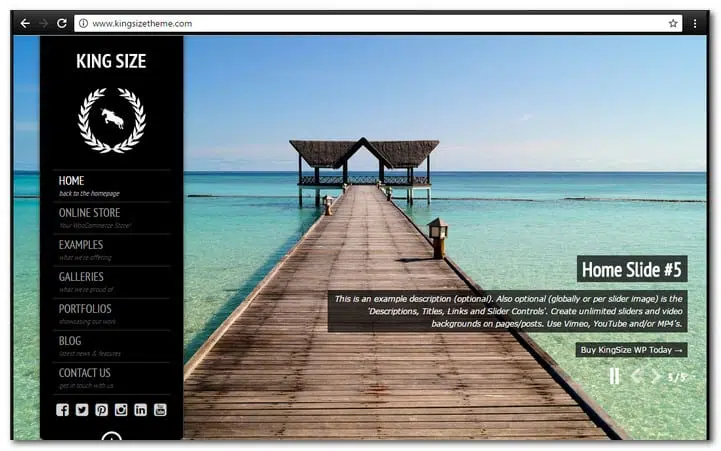 www.kingsizetheme.com
KING SIZE
HOME
back to the homepage
ONLINE STORE
Your WooCommerce Store!
EXAMPLES
what we're offering
GALLERIES
what we're proud of
PORTFOLIOS
showcasing our work
BLOG
latest news & features
CONTACT US
get in touch with us
Home Slide #5
This is an example description (optional). Also optional (globally or per slider image) is the
'Descriptions, Titles, Links and Slider Controls'. Create unlimited sliders and video
backgrounds on pages/posts. Use Vimeo, YouTube and/or MP4's.
Buy KingSize WP Today →
5/5